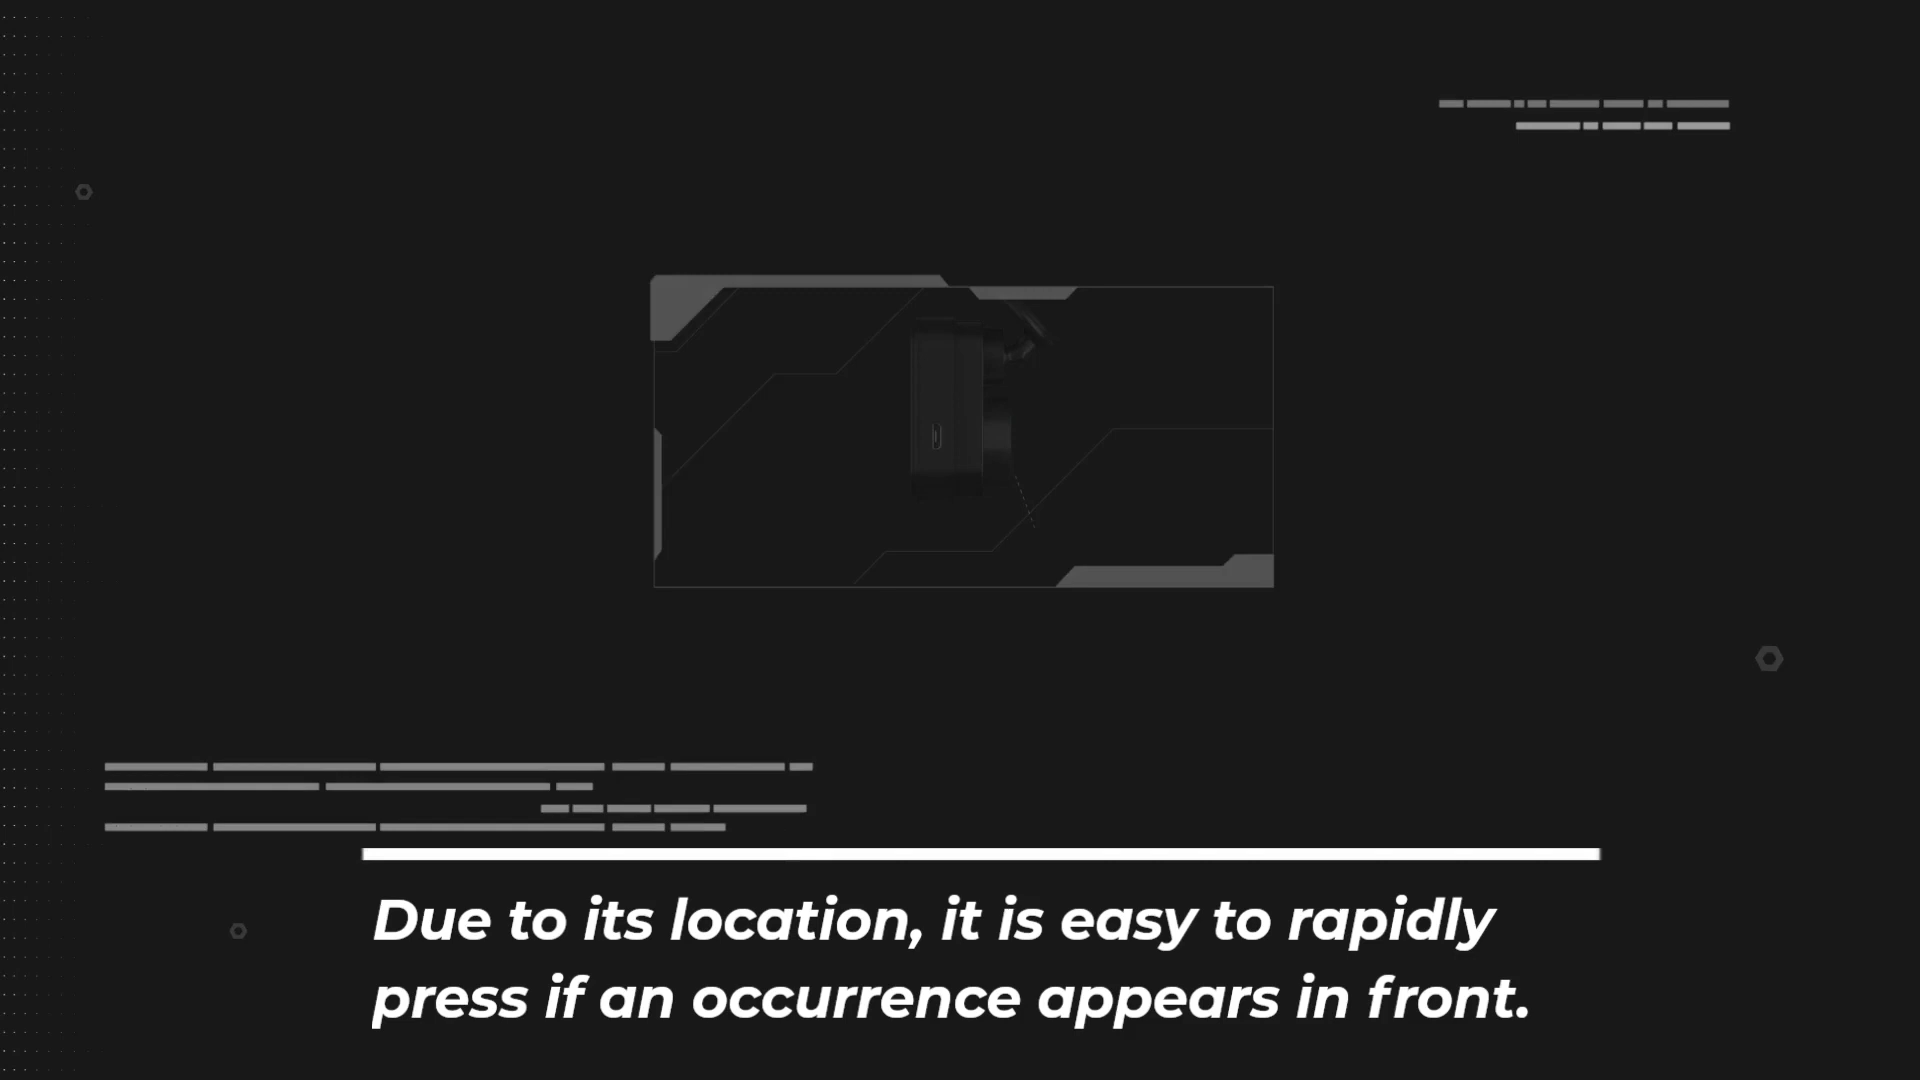 Due to its location, it is easy to rapidly
press if an occurrence appears in front.